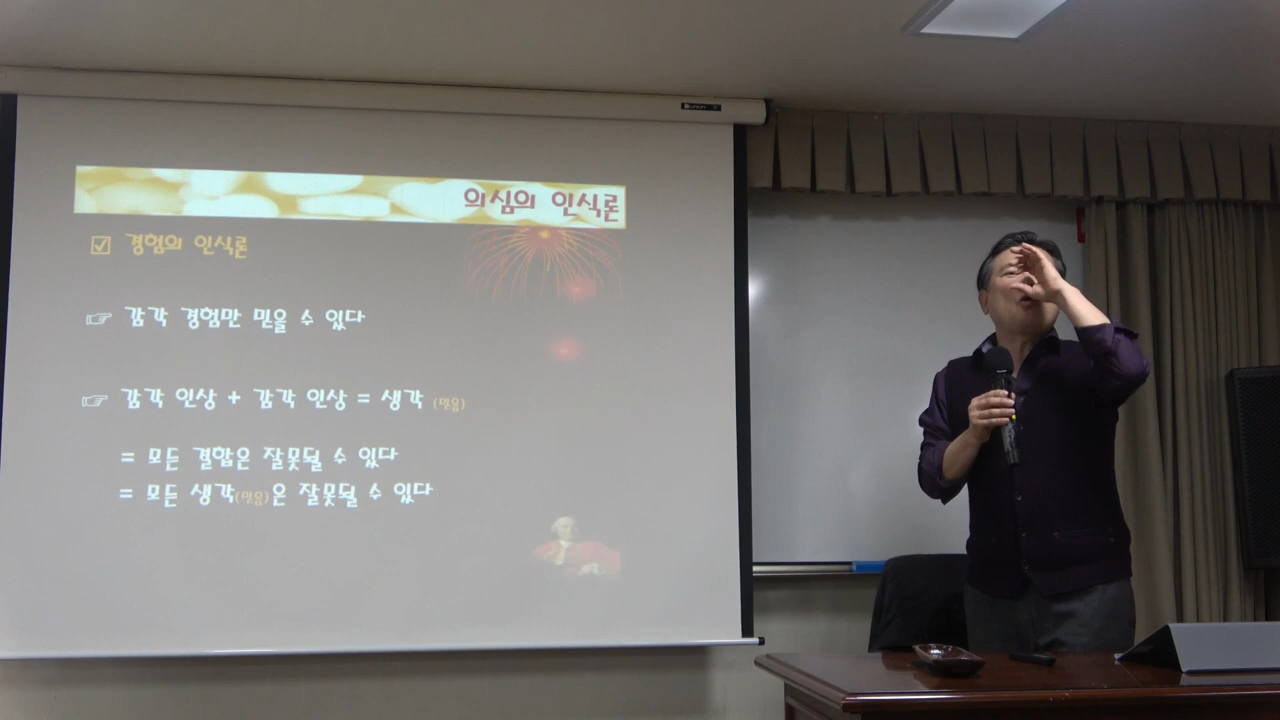 의심의 인식론
☑ 경험의 인식론
☞ 감각 경험만 믿을 수 있다
☞ 감각 인상 + 감각 인상 = 생각 (믿음)
= 모든 결합은 잘못될 수 있다
= 모든 생각(믿음)은 잘못될 수 있다